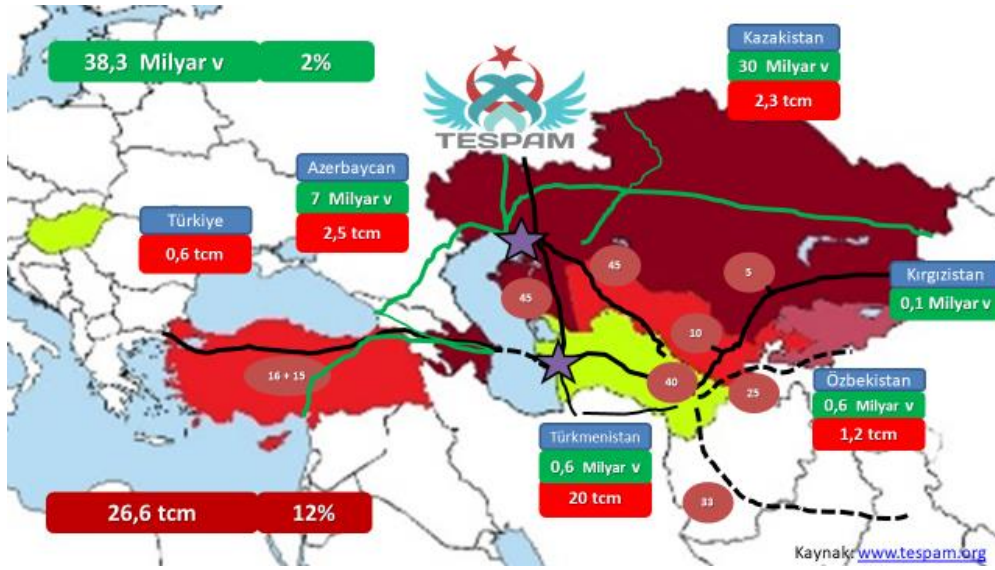 38,3 Milyar v 2%
TESPAM
Kazakistan
30 Milyar v
2,3 tcm
Azerbaycan
7 Milyar v
2,5 tcm
Türkiye
0,6 tcm
45
5
45
Kırgızistan
0,1 Milyar v
10
16 + 15
40
25
Özbekistan
0,6 Milyar v
1,2 tcm
Türkmenistan
0,6 Milyar v
20 tcm
33
26,6 tcm 12%
Kaynak: www.tespam.org